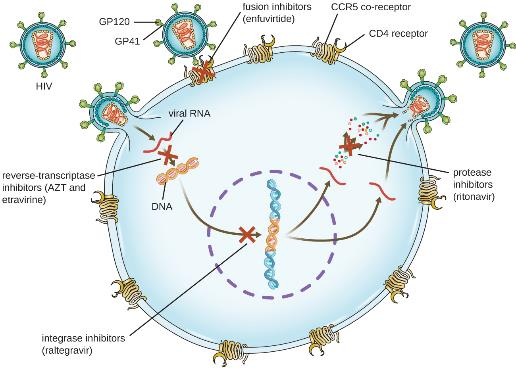 fusion inhibitors
(enfuvirtide)
CCR5 co-receptor
GP120
GP41
CD4 receptor
HIV
viral RNA
reverse-transcriptase
inhibitors (AZT and
etravirine)
protease
inhibitors
(ritonavir)
DNA
integrase inhibitors
(raltegravir)